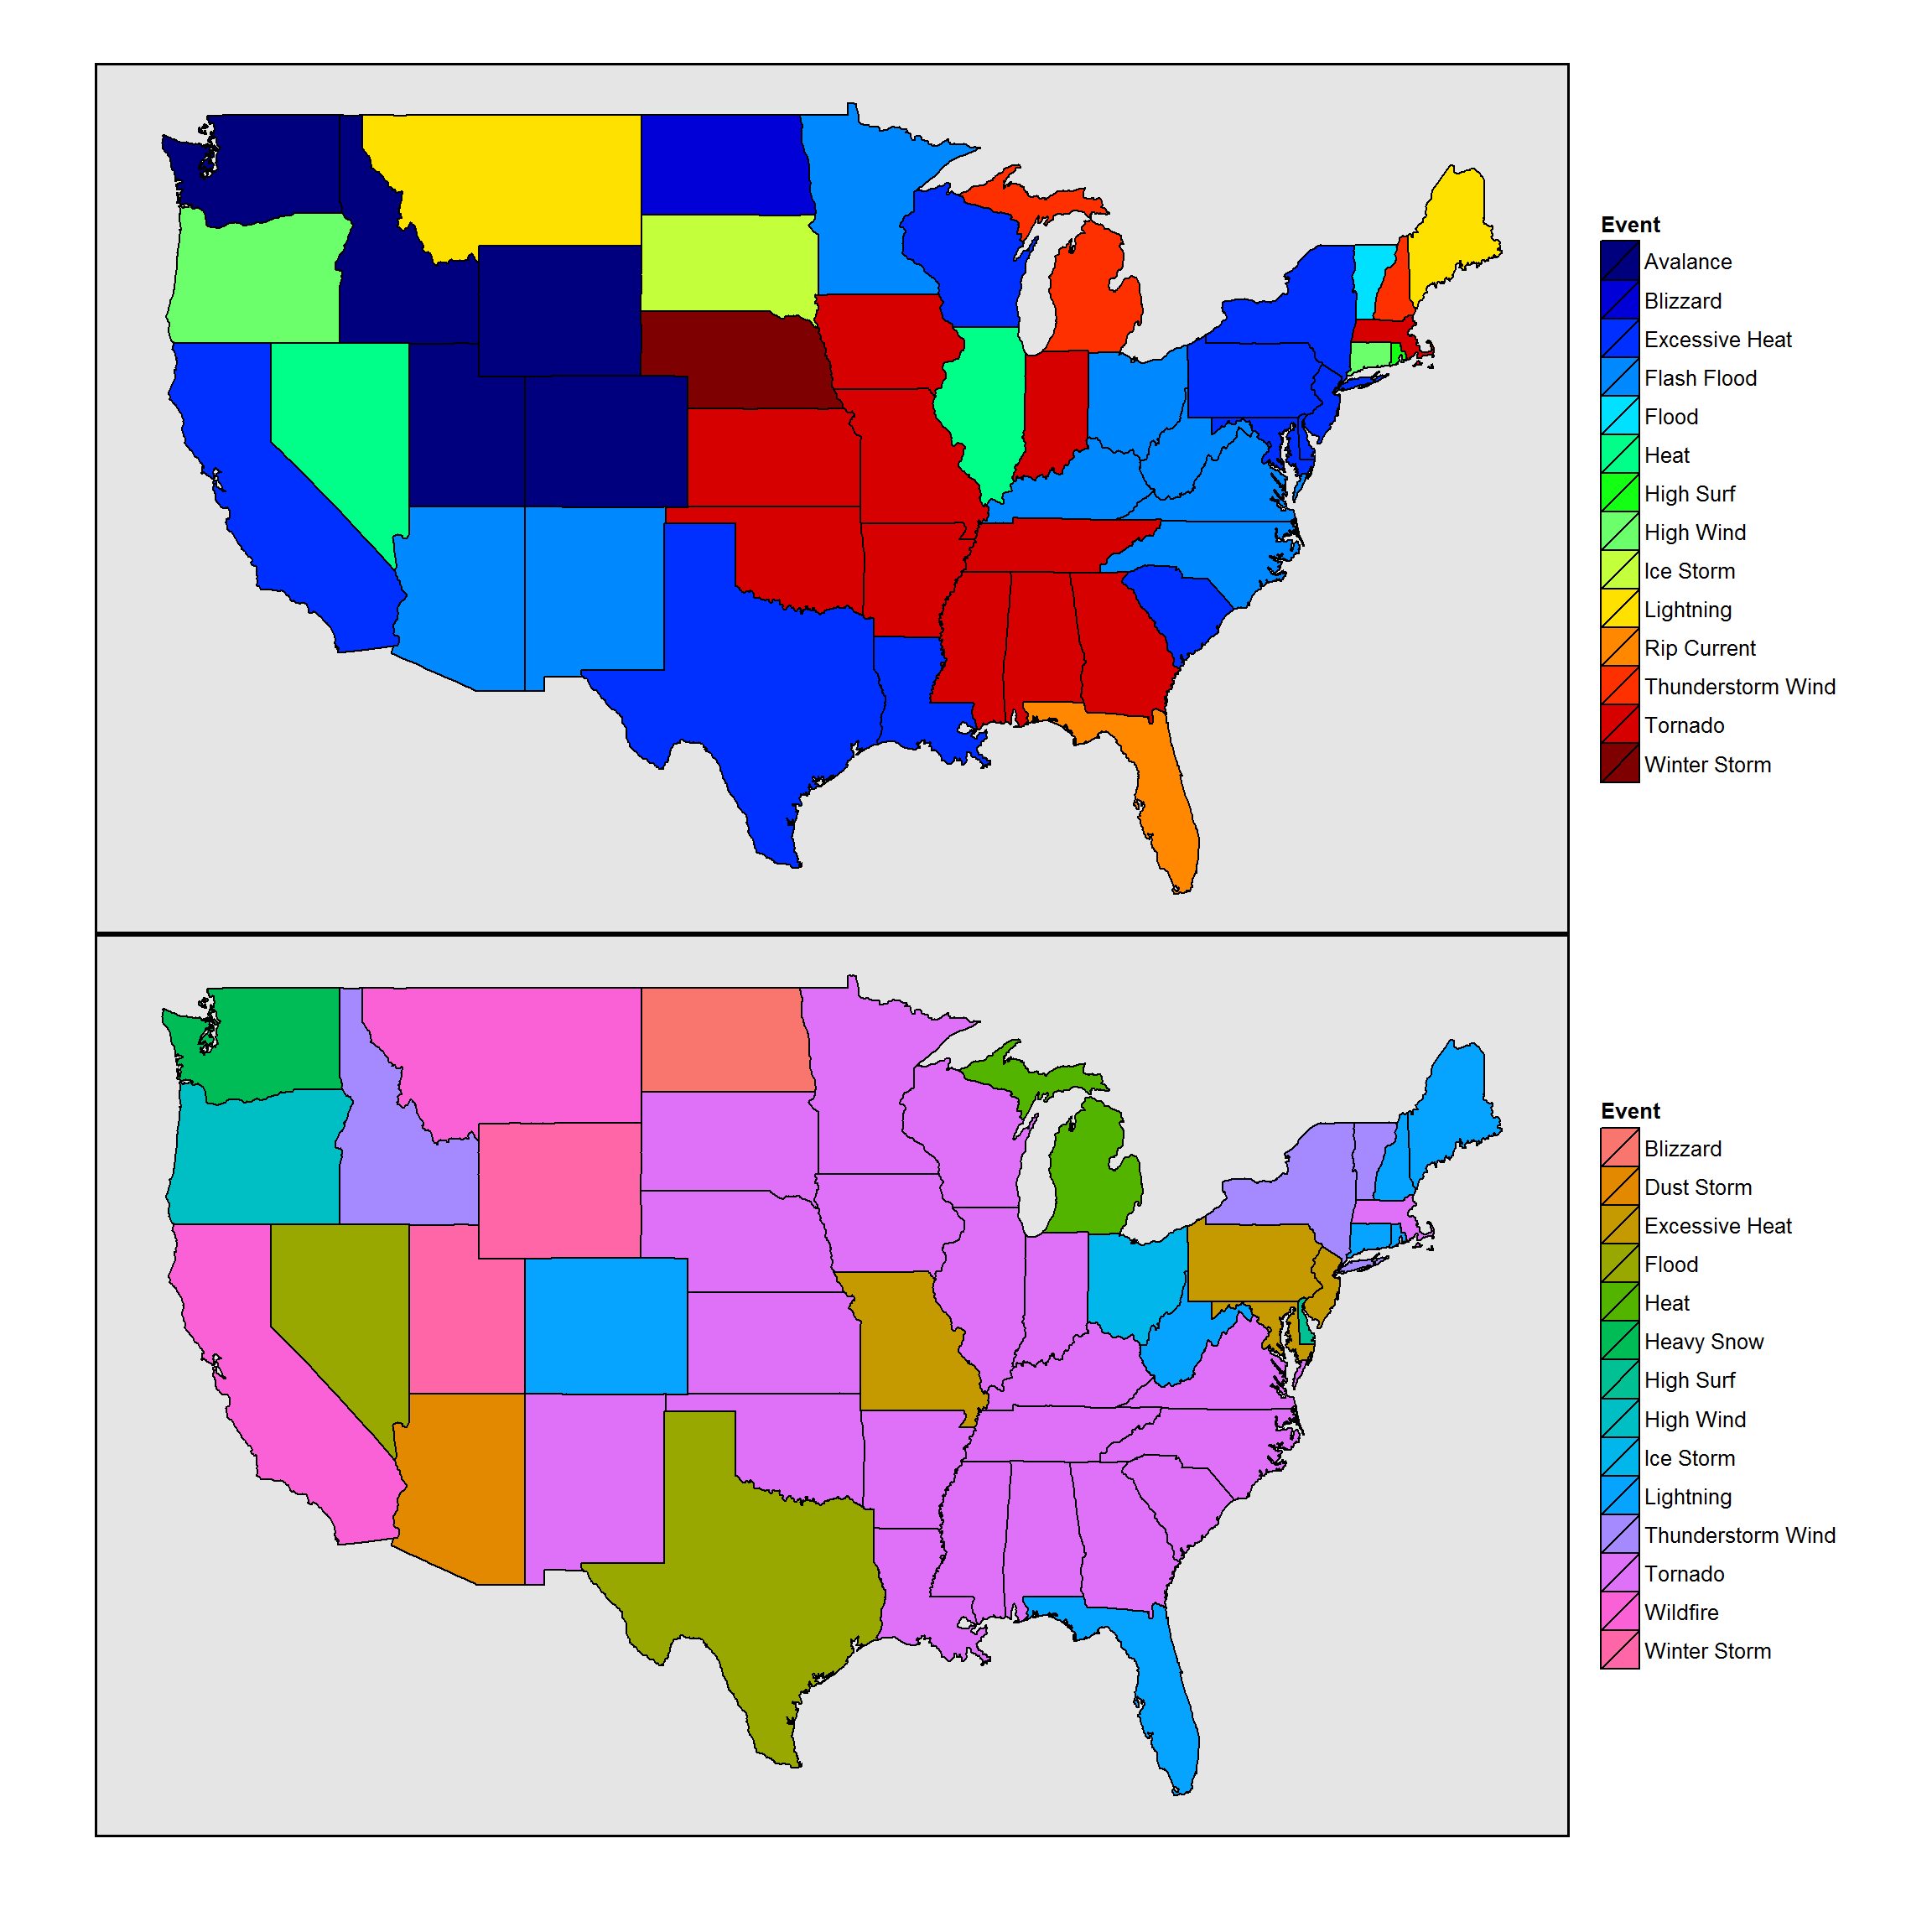 Event
Avalance
Blizzard
Excessive Heat
Flash Flood
Flood
Heat
High Surf
High Wind
Ice Storm
Lightning
Rip Current
Thunderstorm Wind
Tornado
Winter Storm
Event
Blizzard
Dust Storm
Excessive Heat
Flood
Heat
Heavy Snow
High Surf
High Wind
Ice Storm
Lightning
Thunderstorm Wind
Tornado
Wildfire
Winter Storm